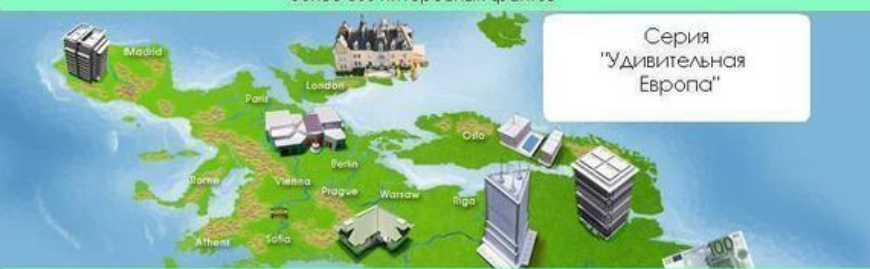 Серия
"Удивительная
Европа"
Madrid
London
Paris
Oslo
Berlin
Rome
Vienna
Prague
Warsaw
Riga
Athens
Sofia
100